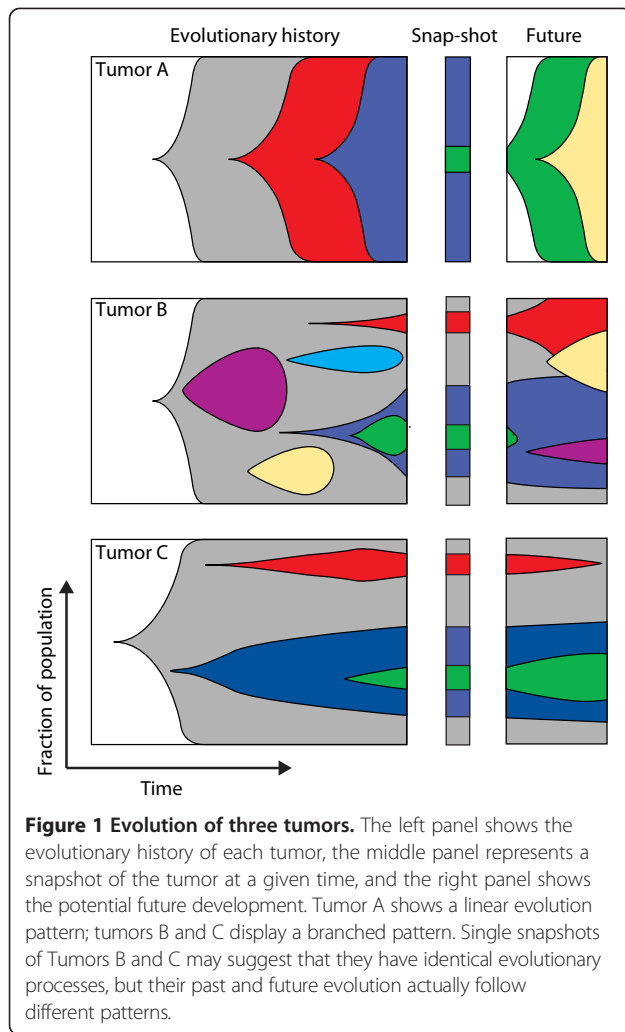 Evolutionary history Snap-shot Future
Tumor A
Tumor B
Tumor C
Fraction of population
Time
Figure 1 Evolution of three tumors. The left panel shows the
evolutionary history of each tumor, the middle panel represents a
snapshot of the tumor at a given time, and the right panel shows
the potential future development. Tumor A shows a linear evolution
pattern; tumors B and C display a branched pattern. Single snapshots
of Tumors B and C may suggest that they have identical evolutionary
processes, but their past and future evolution actually follow
different patterns.